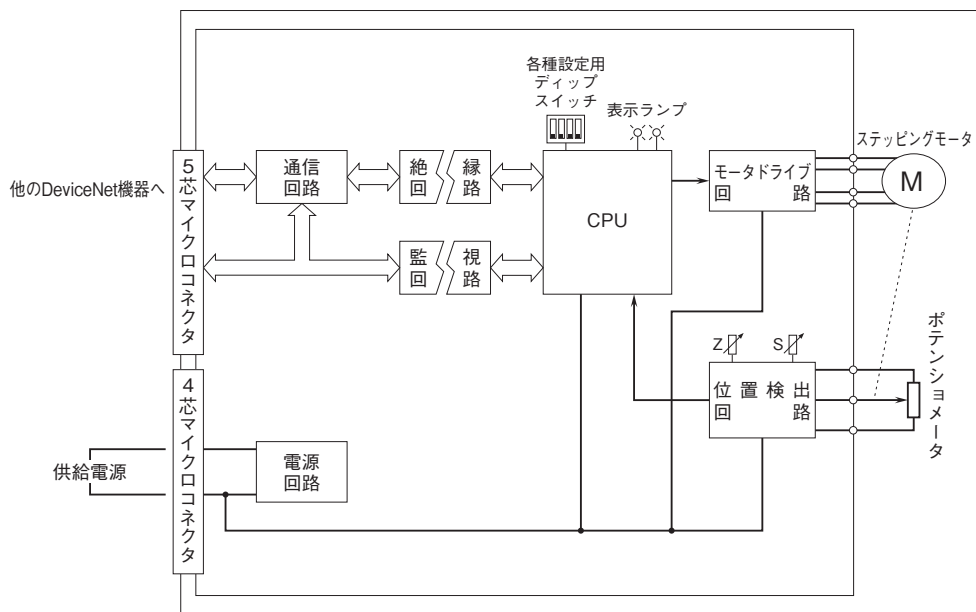 各種設定用
ディップ
スイッチ
表示ランプ
ステッピングモータ
他のDeviceNet機器へ
5芯マイクロコネクタ
通信
回路
絶縁
回路
CPU
モータドライブ
回路
M
監視
回路
Z
S
位置検出
回路
ポテンショメータ
4芯マイクロコネクタ
供給電源
電源
回路